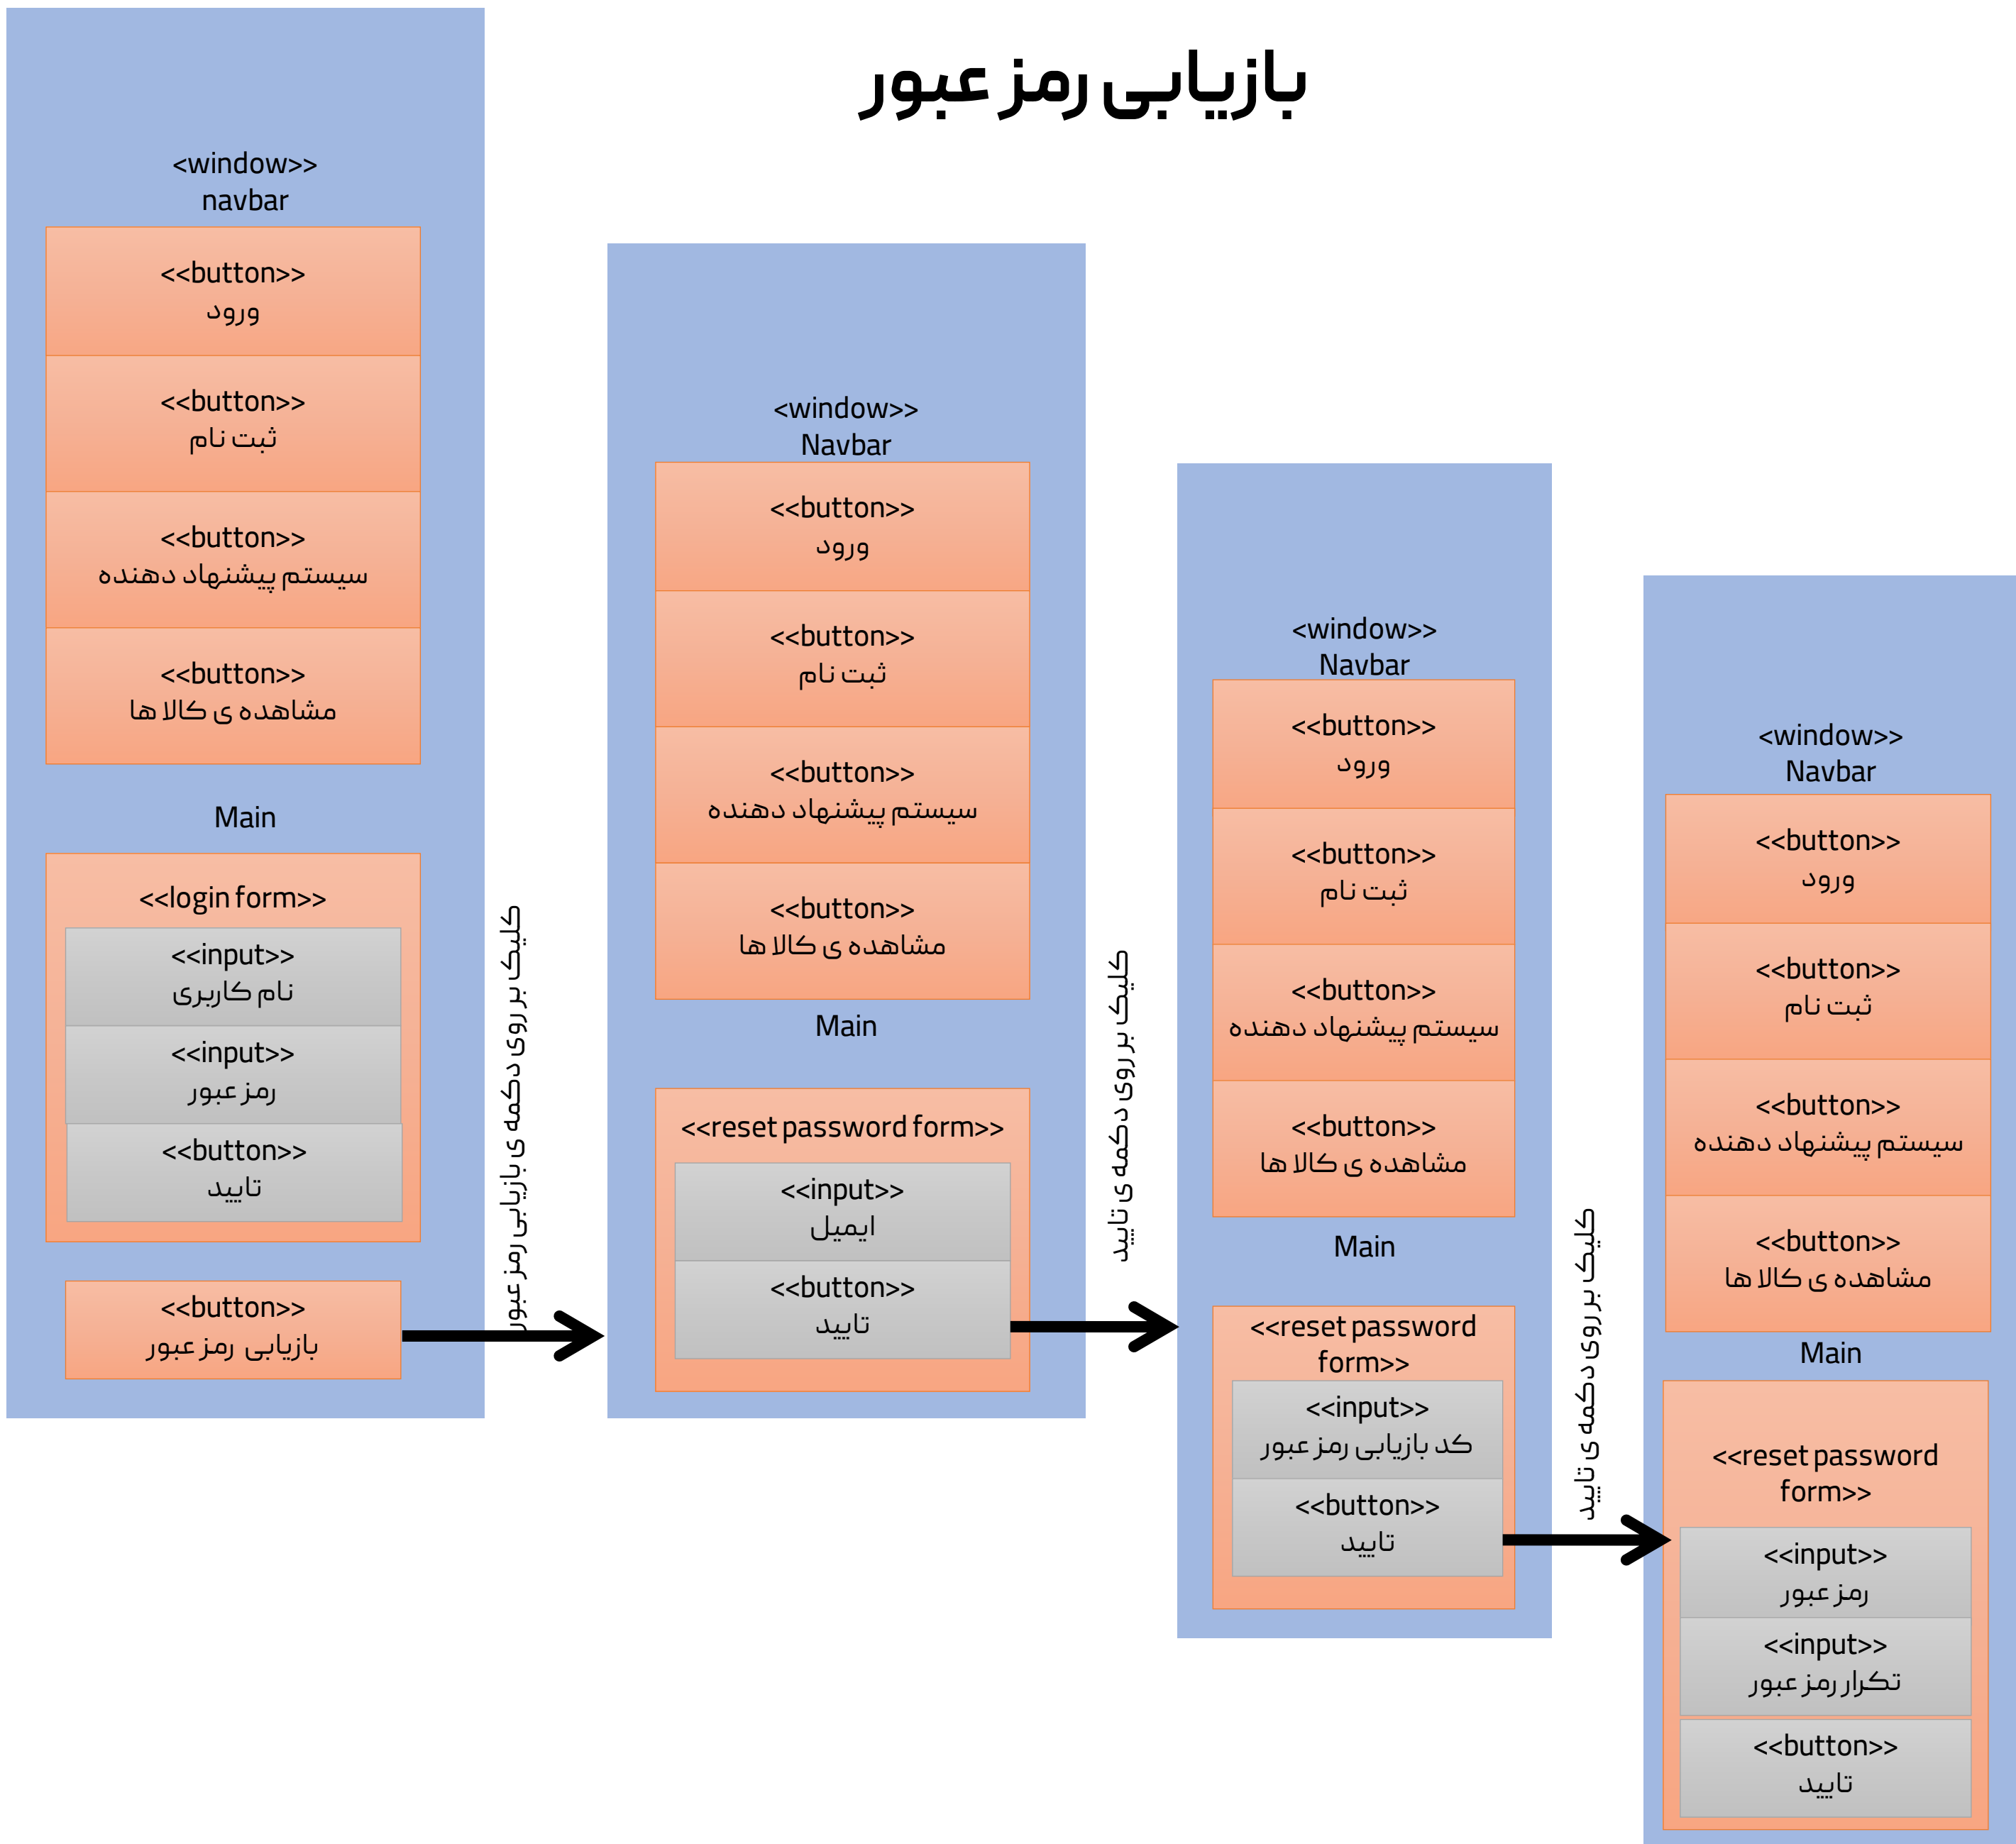 بازیابی رمز عبور
<window>>
navbar
<<button>>
ورود
<<button>>
ثبت نام
<<button>>
سیستم پیشنهاد دهنده
<<button>>
مشاهده ی کالا ها
Main
<<login form>>
<<input>>
نام کاربری
<<input>>
رمز عبور
<<button>>
تایید
<<button>>
بازیابی رمز عبور
کلیک بر روی دکمه ی بازیابی رمز عبور
<window>>
Navbar
<<button>>
ورود
<<button>>
ثبت نام
<<button>>
سیستم پیشنهاد دهنده
<<button>>
مشاهده ی کالا ها
Main
<<reset password form>>
<<input>>
ایمیل
<<button>>
تایید
کلیک بر روی دکمه ی تایید
<window>>
Navbar
<<button>>
ورود
<<button>>
ثبت نام
<<button>>
سیستم پیشنهاد دهنده
<<button>>
مشاهده ی کالا ها
Main
<<reset password
form>>
<<input>>
کد بازیابی رمز عبور
<<button>>
تایید
کلیک بر روی دکمه ی تایید
<window>>
Navbar
<<button>>
ورود
<<button>>
ثبت نام
<<button>>
سیستم پیشنهاد دهنده
<<button>>
مشاهده ی کالا ها
Main
<<reset password
form>>
<<input>>
رمز عبور
<<input>>
تکرار رمز عبور
<<button>>
تایید